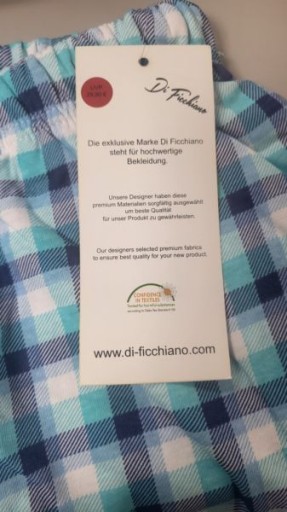 Di Ficchiano
Die exklusive Marke Di Ficchiano
steht für hochwertige
Bekleidung.
Unsere Designer haben diese
premium Materialien sorgfältig ausgewählt
um beste Qualität
für unser Produkt zu gewährleisten.
Our designers selected premium fabrics
to ensure best quality for your new product.
CONFIDENCE
IN TEXTILES
www.di-ficchiano.com